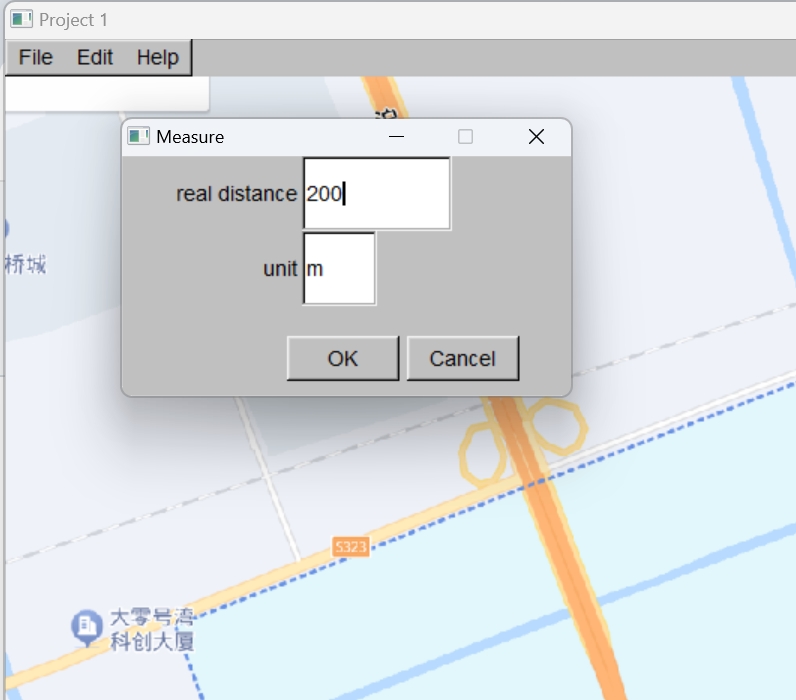 Project 1
File Edit Help
Measure
real distance 200
unit m
OK Cancel
桥城
S323
大零号湾
科创大厦